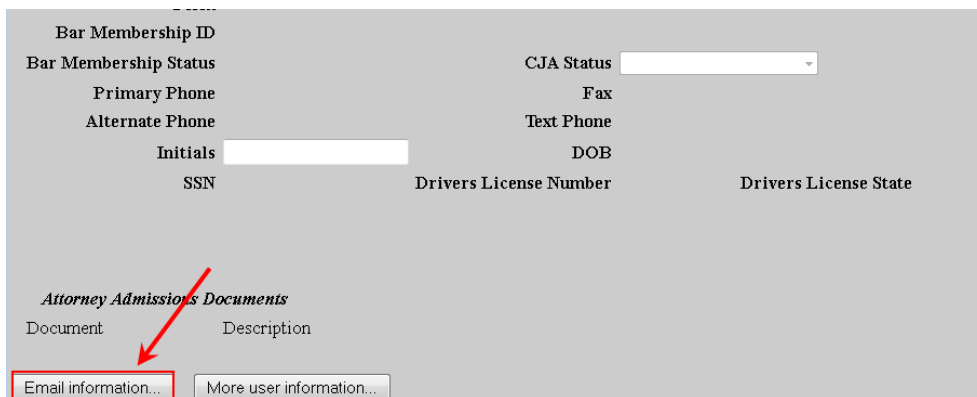 Bar Membership ID
Bar Membership Status CJA Status
Primary Phone Fax
Alternate Phone Text Phone
Initials DOB
SSN Drivers License Number Drivers License State
Attorney Admissions Documents
Document Description
Email information... More user information...